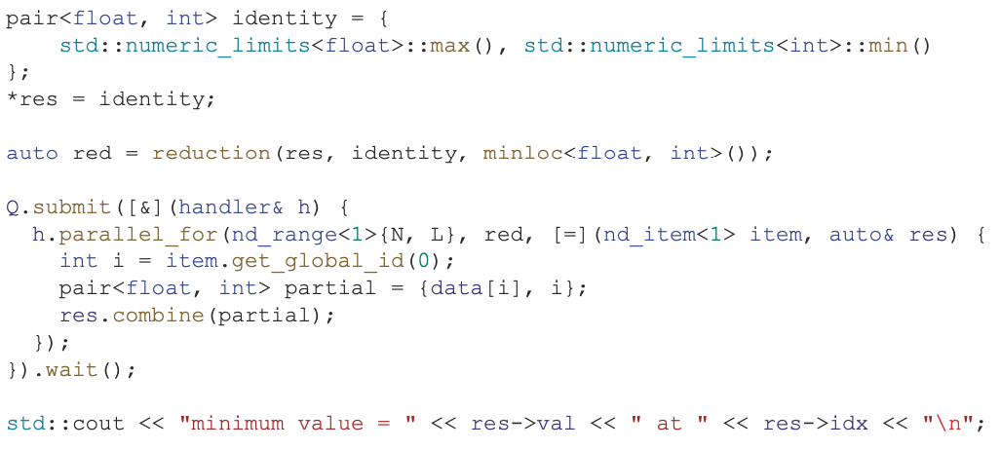 pair<float, int> identity = {
    std::numeric_limits<float>::max(), std::numeric_limits<int>::min()
};
*res = identity;

auto red = reduction(res, identity, minloc<float, int>());

Q.submit([&](handler& h) {
  h.parallel_for(nd_range<1>{N, L}, red, [=](nd_item<1> item, auto& res) {
    int i = item.get_global_id(0);
    pair<float, int> partial = {data[i], i};
    res.combine(partial);
  });
}).wait();

std::cout << "minimum value = " << res->val << " at " << res->idx << "\n";